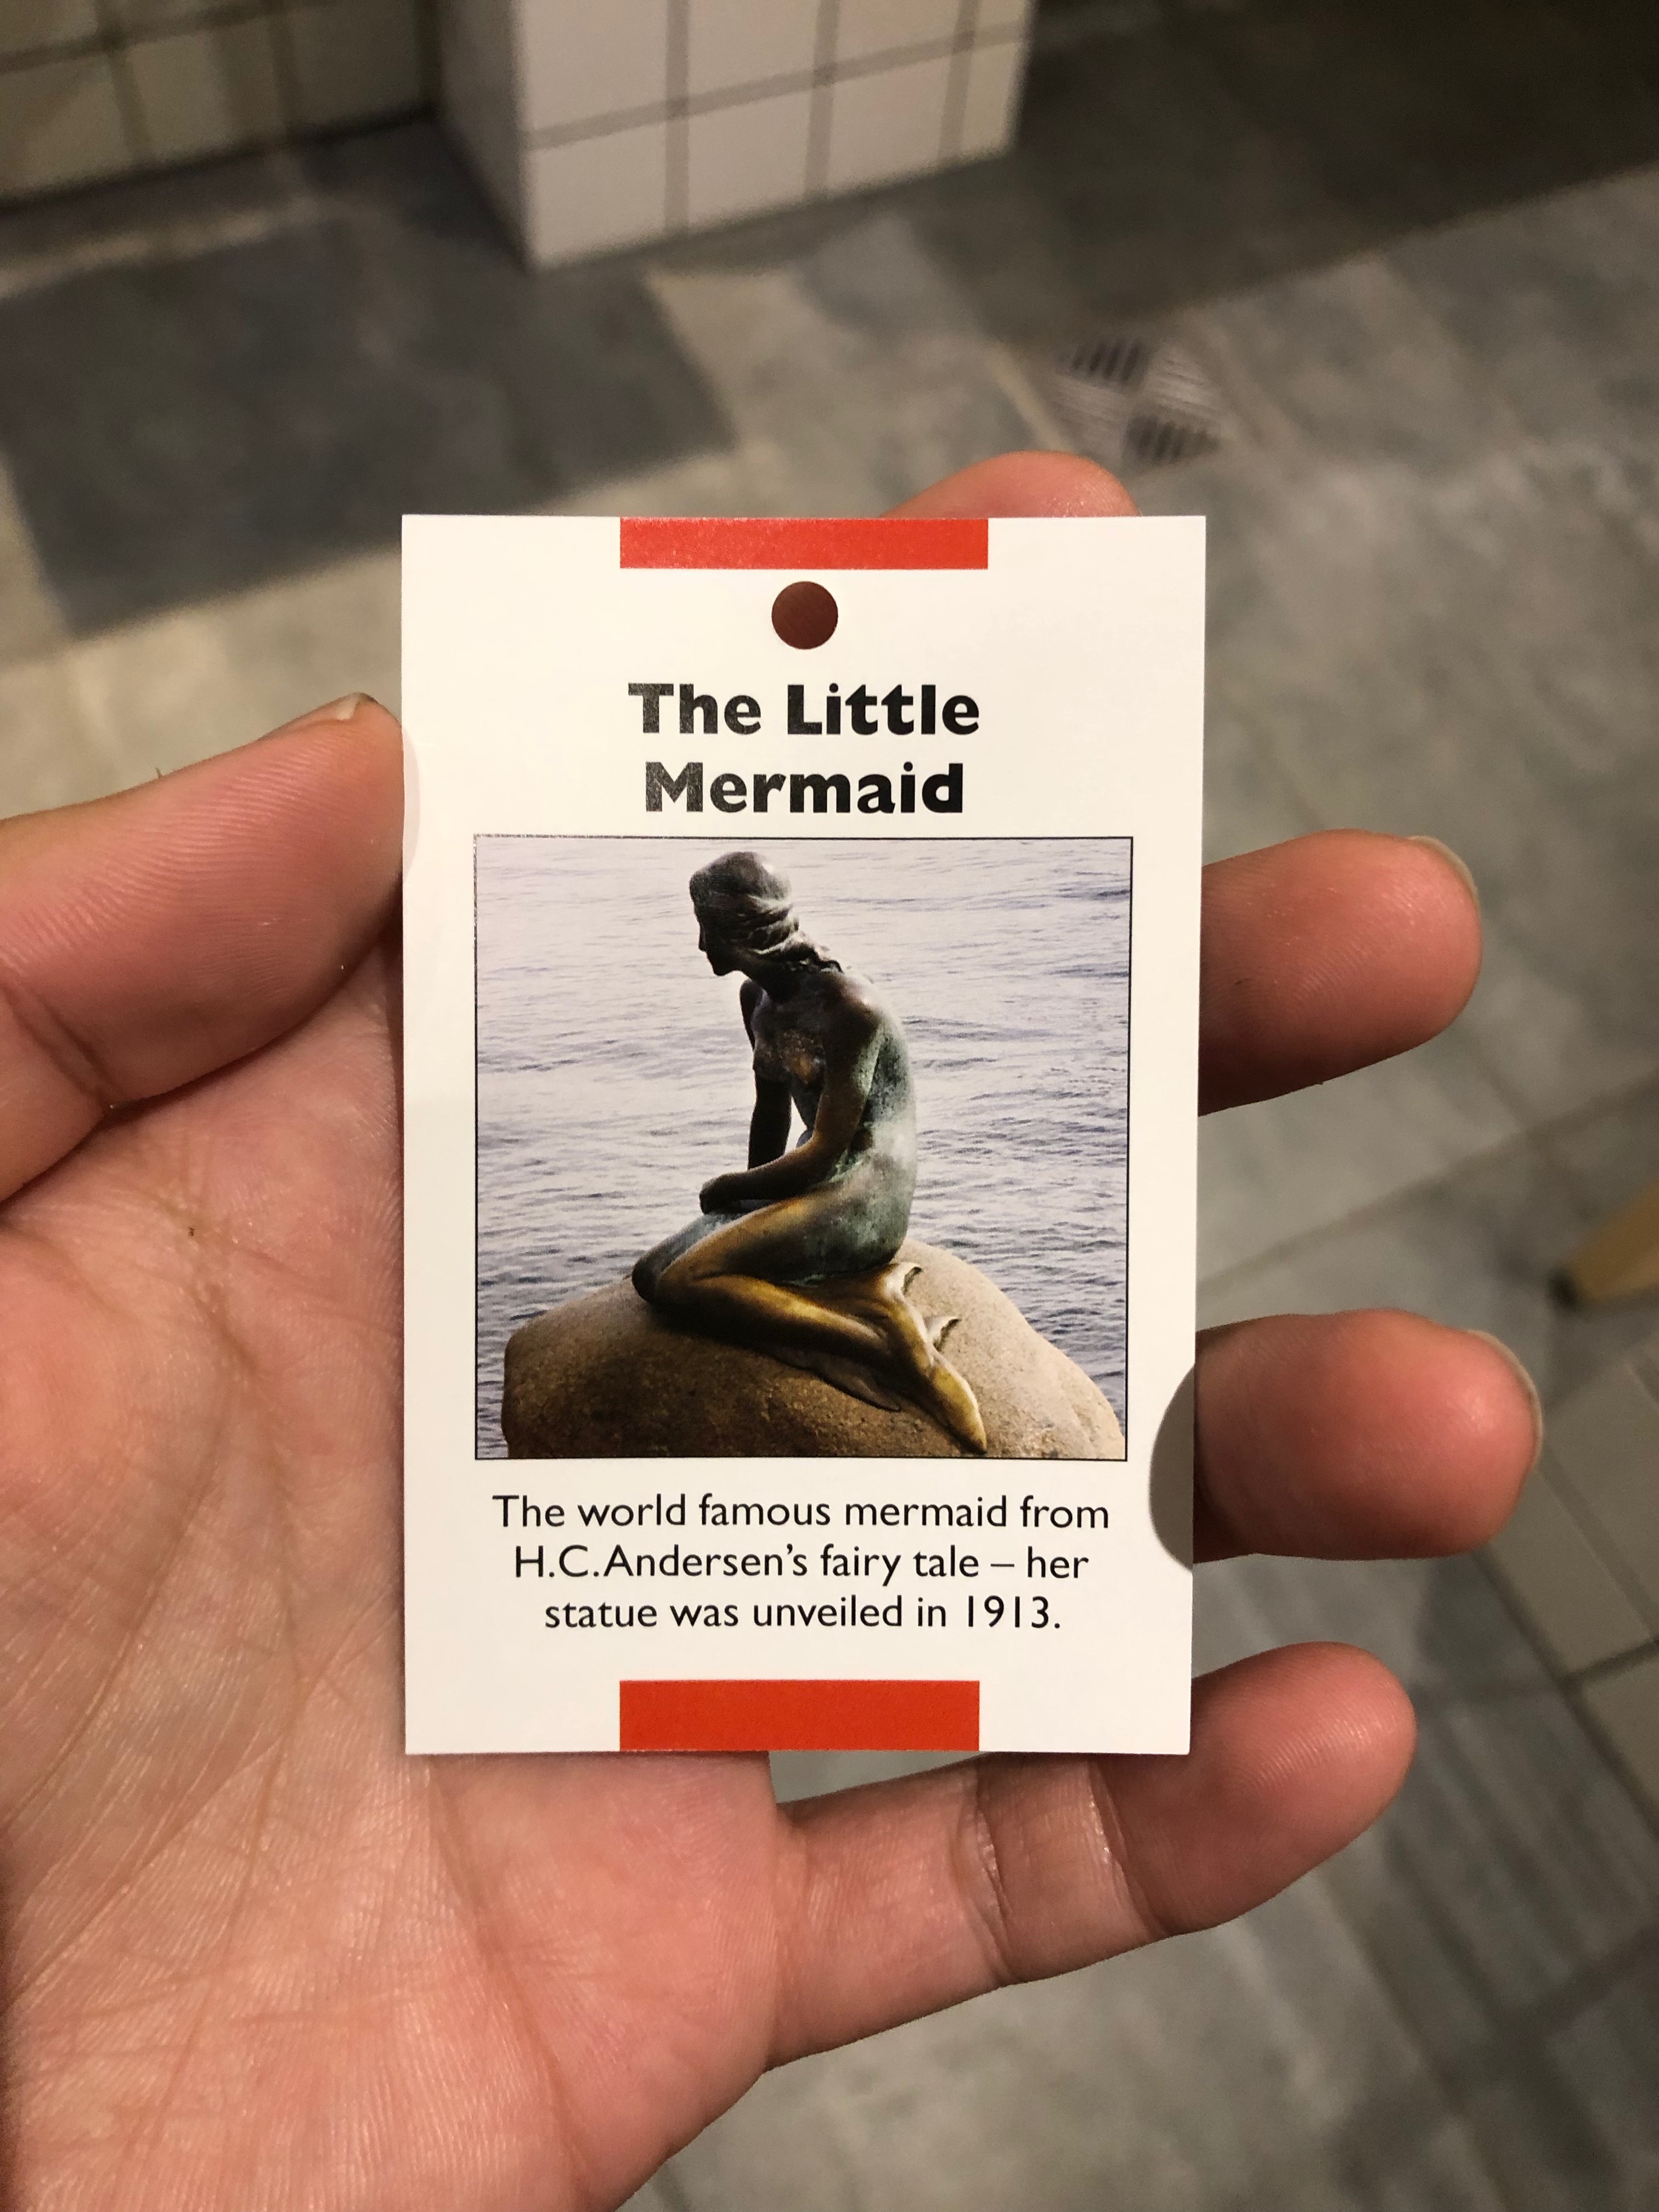 The Little
Mermaid
The world famous mermaid from
H.C.Andersen’s fairy tale – her
statue was unveiled in 1913.